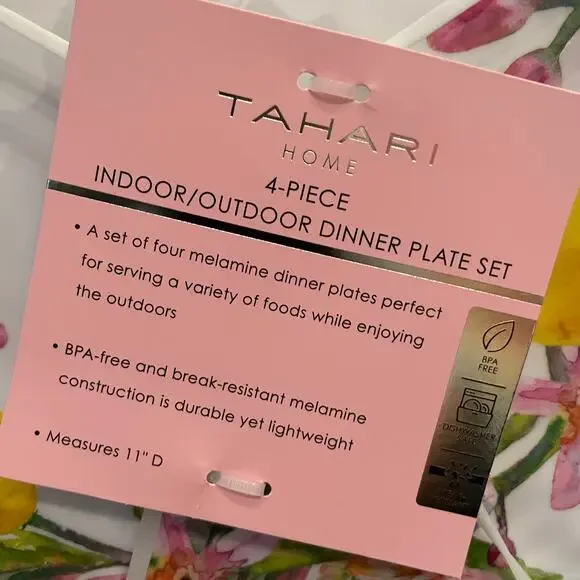 TAHARI
HOME
4-PIECE
INDOOR/OUTDOOR DINNER PLATE SET
• A set of four melamine dinner plates perfect
for serving a variety of foods while enjoying
the outdoors
• BPA-free and break-resistant melamine
construction is durable yet lightweight
• Measures 11" D
BPA
FREE
DISHWASHER
SAFE